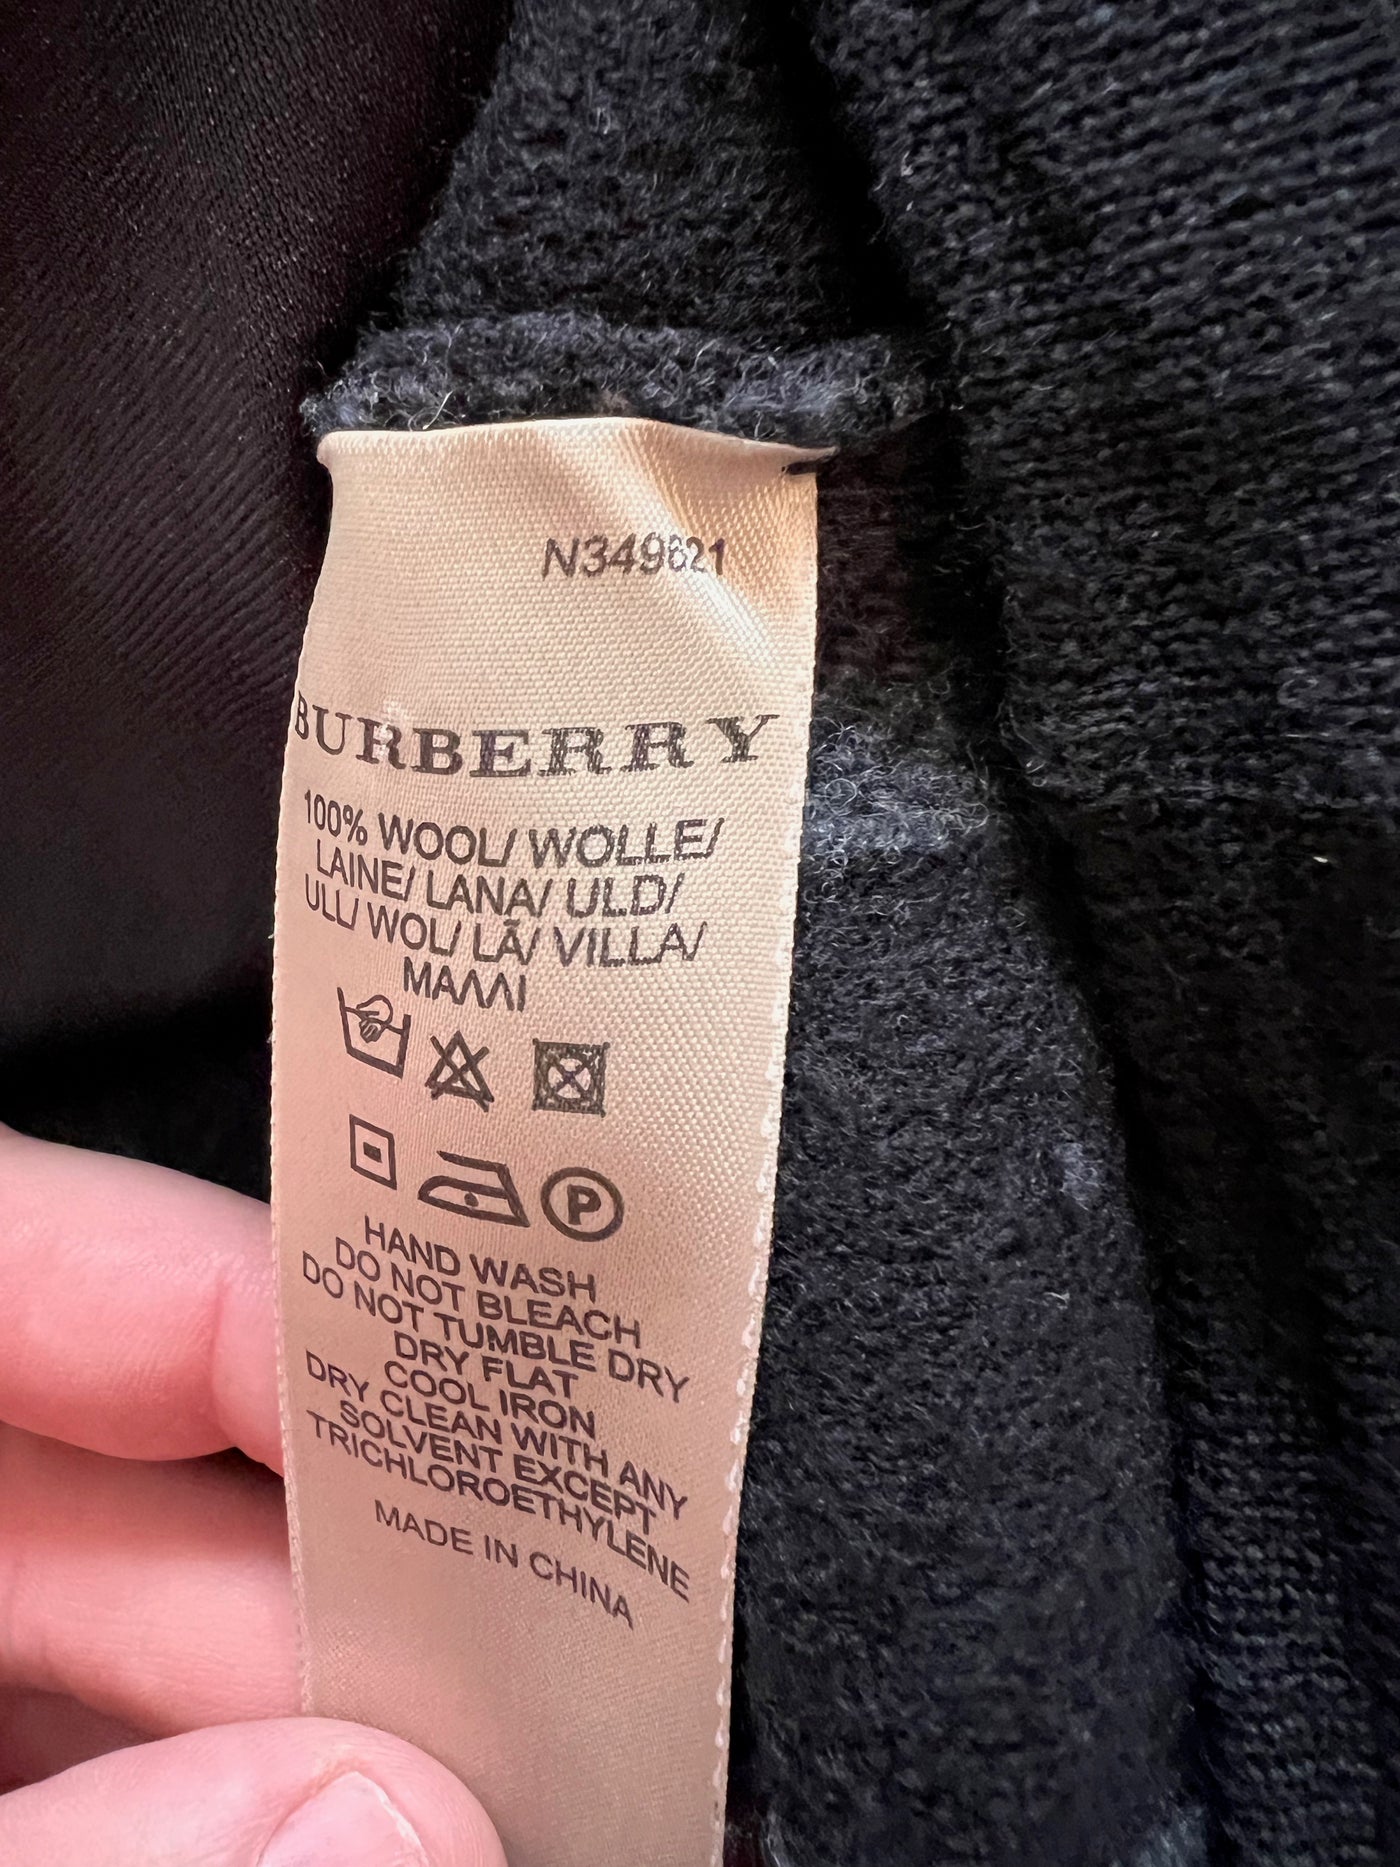 N349621
BURBERRY
100% WOOL/ WOLLE/
LAINE/ LANA/ ULD/
ULL/ WOL/ LÃ/ VILLA/
ΜΑΛΛΙ
P
HAND WASH
DO NOT BLEACH
DO NOT TUMBLE DRY
DRY FLAT
COOL IRON
DRY CLEAN WITH ANY
SOLVENT EXCEPT
TRICHLOROETHYLENE
MADE IN CHINA